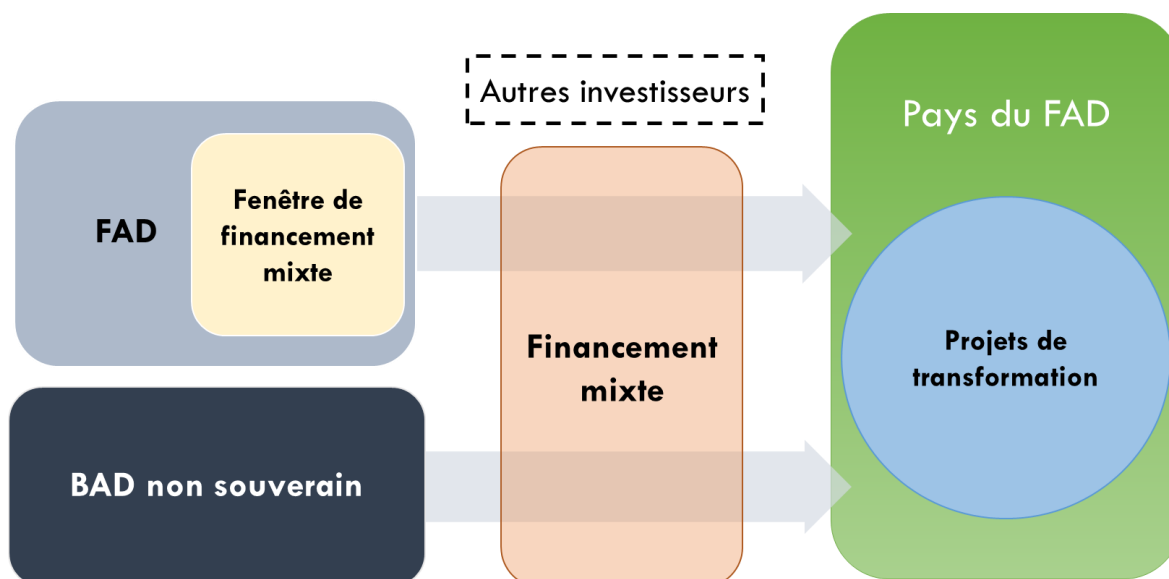 FAD
Fenêtre de
financement
mixte
BAD non souverain
Autres investisseurs
Financement
mixte
Pays du FAD
Projets de
transformation